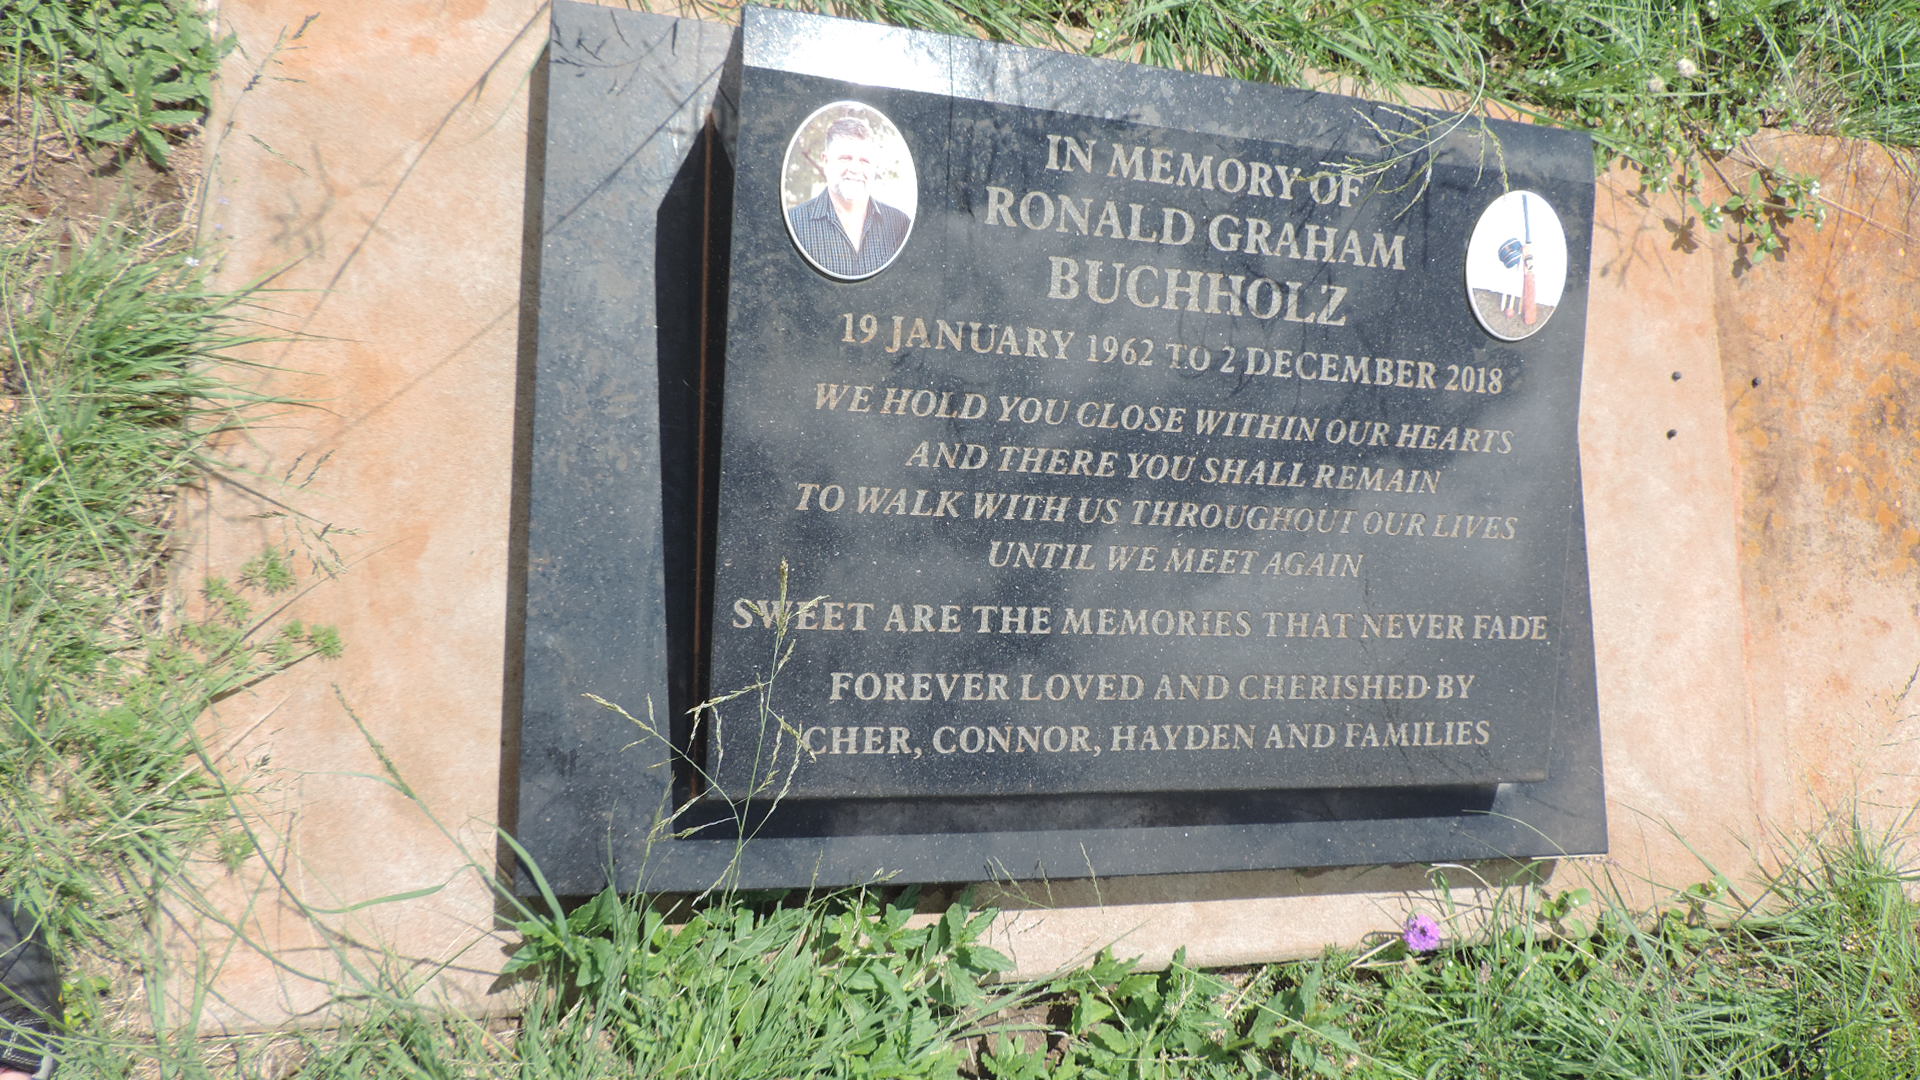 IN MEMORY OF
RONALD GRAHAM
BUCHHOLZ
19 JANUARY 1962 TO 2 DECEMBER 2018
WE HOLD YOU CLOSE WITHIN OUR HEARTS
AND THERE YOU SHALL REMAIN
TO WALK WITH US THROUGHOUT OUR LIVES
UNTIL WE MEET AGAIN
SWEET ARE THE MEMORIES THAT NEVER FADE
FOREVER LOVED AND CHERISHED BY
CHER, CONNOR, HAYDEN AND FAMILIES